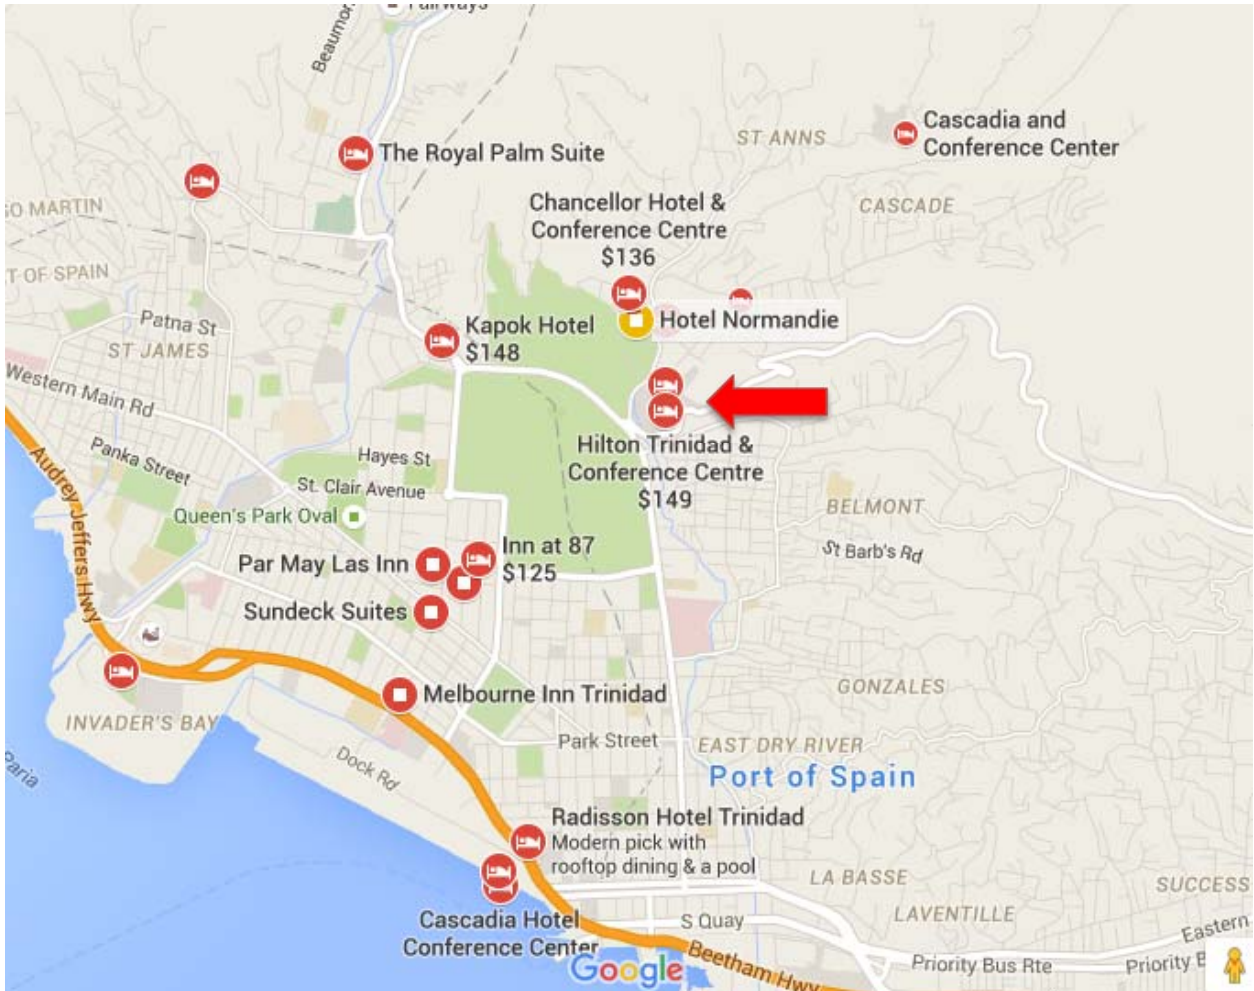 Fairways
Beaumor
ST ANNS
Cascadia and
Conference Center
The Royal Palm Suite
GO MARTIN
Chancellor Hotel &
Conference Centre
$136
CASCADE
T OF SPAIN
Patna St
ST JAMES
Kapok Hotel
$148
Hotel Normandie
Western Main Rd
Panka Street
Hayes St
St. Clair Avenue
Hilton Trinidad &
Conference Centre
$149
Audrey Jeffers Hwy
Queen's Park Oval
BELMONT
St Barb's Rd
Par May Las Inn
Inn at 87
$125
Sundeck Suites
INVADER'S BAY
Melbourne Inn Trinidad
GONZALES
Paria
Dock Rd
Park Street
EAST DRY RIVER
Port of Spain
Radisson Hotel Trinidad
Modern pick with
rooftop dining & a pool
LA BASSE
SUCCESS
Cascadia Hotel
Conference Center
S Quay
LAVENTILLE
Eastern
Google
Beetham Hwy
Priority Bus Rte
Priority B